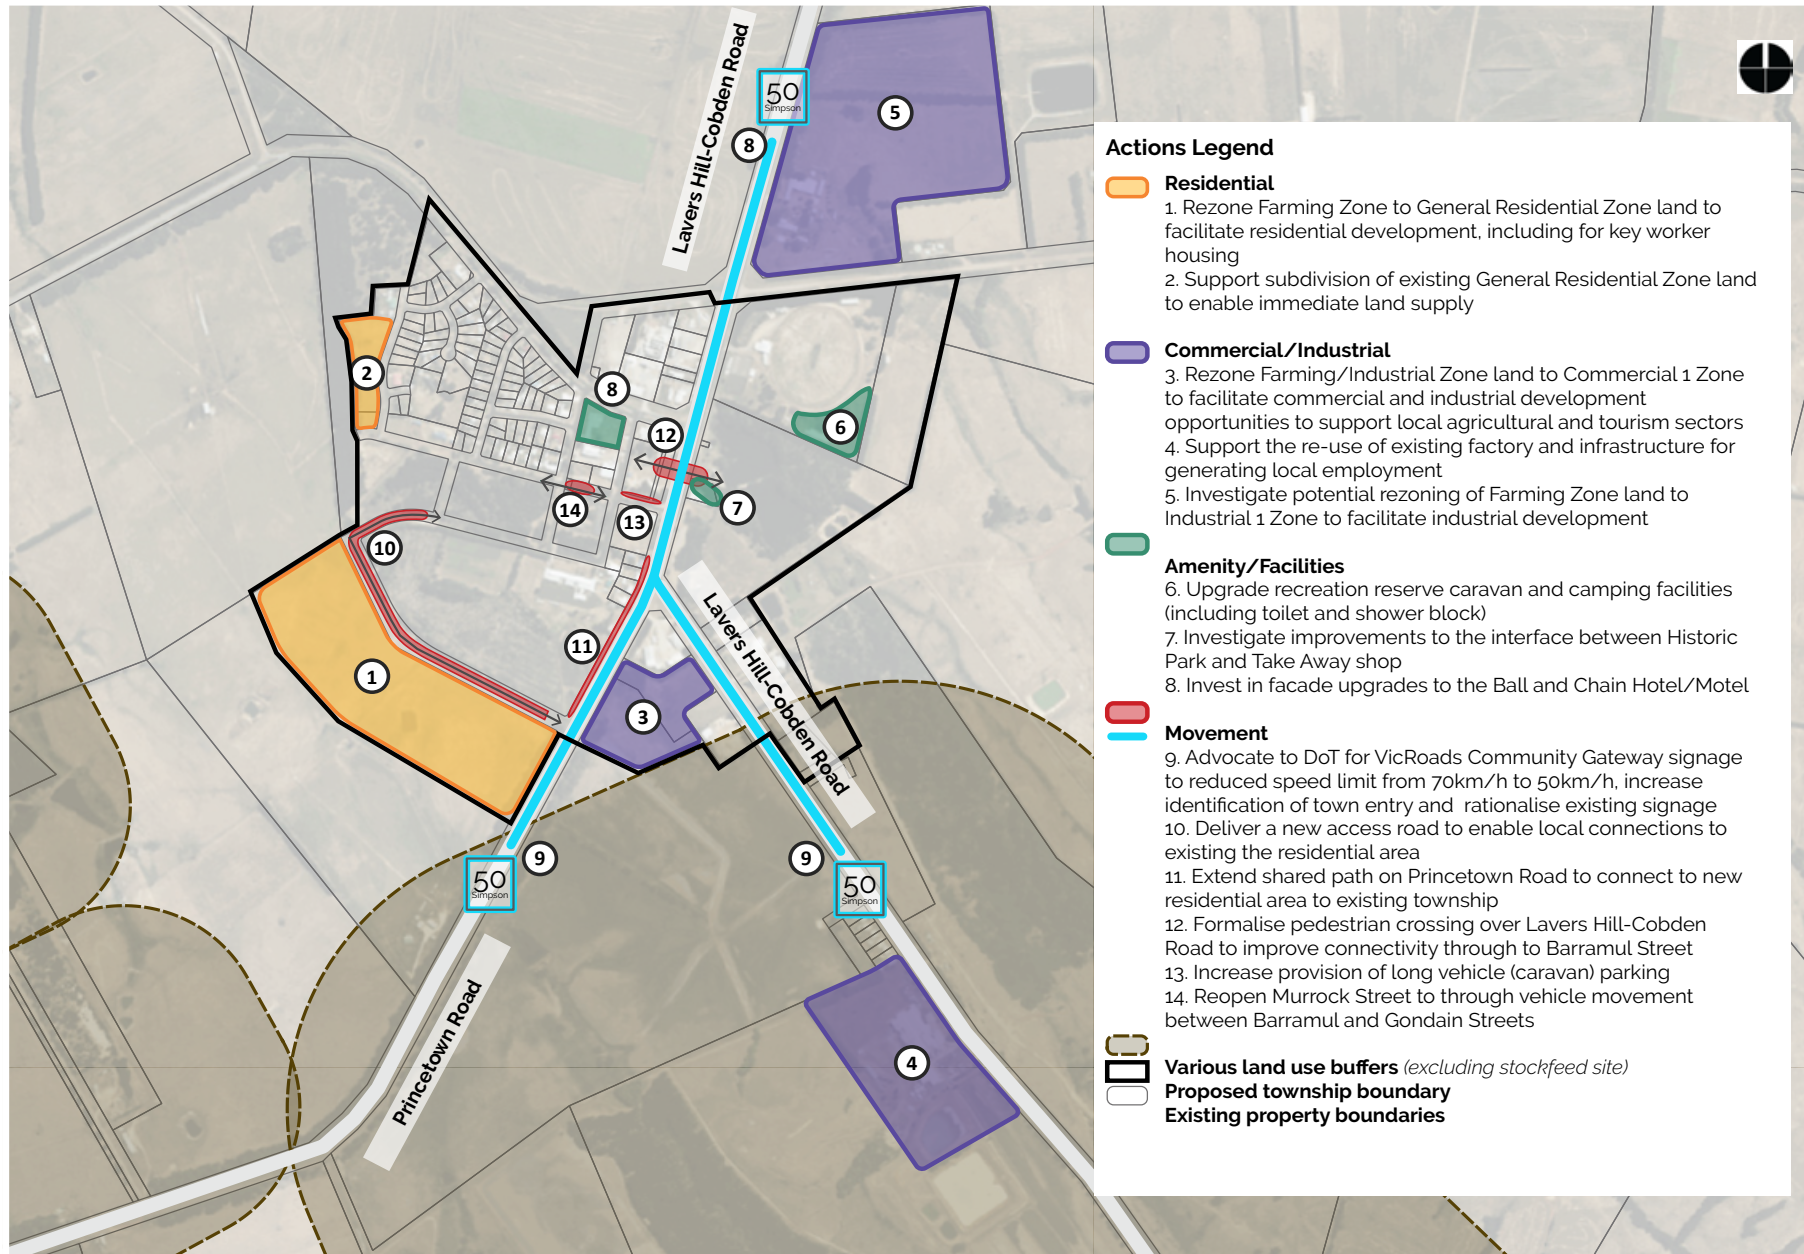 Lavers Hill-Cobden Road
50
Simpson
8
5
2
8
12
6
7
14
13
10
11
1
3
Lavers Hill-Cobden Road
9
9
50
Simpson
50
Simpson
Princetown Road
4
Actions Legend
Residential
1. Rezone Farming Zone to General Residential Zone land to
facilitate residential development, including for key worker
housing
2. Support subdivision of existing General Residential Zone land
to enable immediate land supply
Commercial/Industrial
3. Rezone Farming/Industrial Zone land to Commercial 1 Zone
to facilitate commercial and industrial development
opportunities to support local agricultural and tourism sectors
4. Support the re-use of existing factory and infrastructure for
generating local employment
5. Investigate potential rezoning of Farming Zone land to
Industrial 1 Zone to facilitate industrial development
Amenity/Facilities
6. Upgrade recreation reserve caravan and camping facilities
(including toilet and shower block)
7. Investigate improvements to the interface between Historic
Park and Take Away shop
8. Invest in facade upgrades to the Ball and Chain Hotel/Motel
Movement
9. Advocate to DoT for VicRoads Community Gateway signage
to reduced speed limit from 70km/h to 50km/h, increase
identification of town entry and rationalise existing signage
10. Deliver a new access road to enable local connections to
existing the residential area
11. Extend shared path on Princetown Road to connect to new
residential area to existing township
12. Formalise pedestrian crossing over Lavers Hill-Cobden
Road to improve connectivity through to Barramul Street
13. Increase provision of long vehicle (caravan) parking
14. Reopen Murrock Street to through vehicle movement
between Barramul and Gondain Streets
Various land use buffers (excluding stockfeed site)
Proposed township boundary
Existing property boundaries